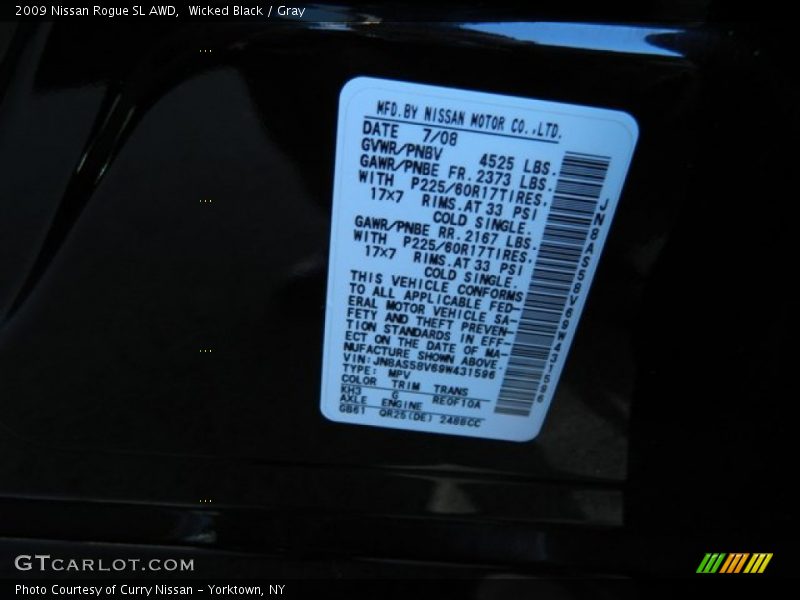 2009 Nissan Rogue SL AWD,  Wicked Black / Gray
MFD.BY NISSAN MOTOR CO.,LTD.
DATE 7/08
GVWR/PNBV 4525 LBS.
GAWR/PNBE FR. 2373 LBS.
WITH P225/60R17TIRES,
17X7 RIMS.AT 33 PSI
COLD SINGLE.
GAWR/PNBE RR. 2167 LBS.
WITH P225/60R17TIRES.
17X7 RIMS.AT 33 PSI
COLD SINGLE.
THIS VEHICLE CONFORMS
TO ALL APPLICABLE FED-
ERAL MOTOR VEHICLE SA-
FETY AND THEFT PREVEN-
TION STANDARDS IN EFF-
ECT ON THE DATE OF MA-
NUFACTURE SHOWN ABOVE.
VIN:JN8AS58V69W431596
TYPE: MPV
COLOR TRIM TRANS
KH3 G RE0F10A
AXLE ENGINE
GB61 QR25(DE) 2488CC
JN8AS58V69W431596
GTCARLOT.COM
Photo Courtesy of Curry Nissan - Yorktown, NY